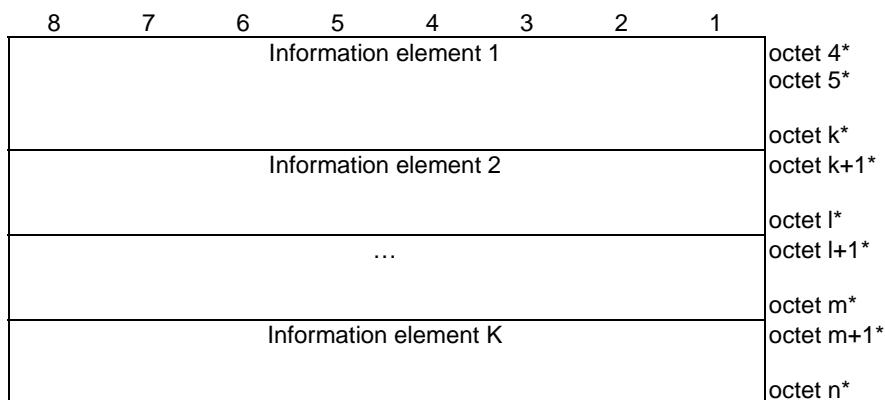 8 7 6 5 4 3 2 1
Information element 1 octet 4*
octet 5*
octet k*
Information element 2 octet k+1*
octet l*
… octet l+1*
octet m*
Information element K octet m+1*
octet n*